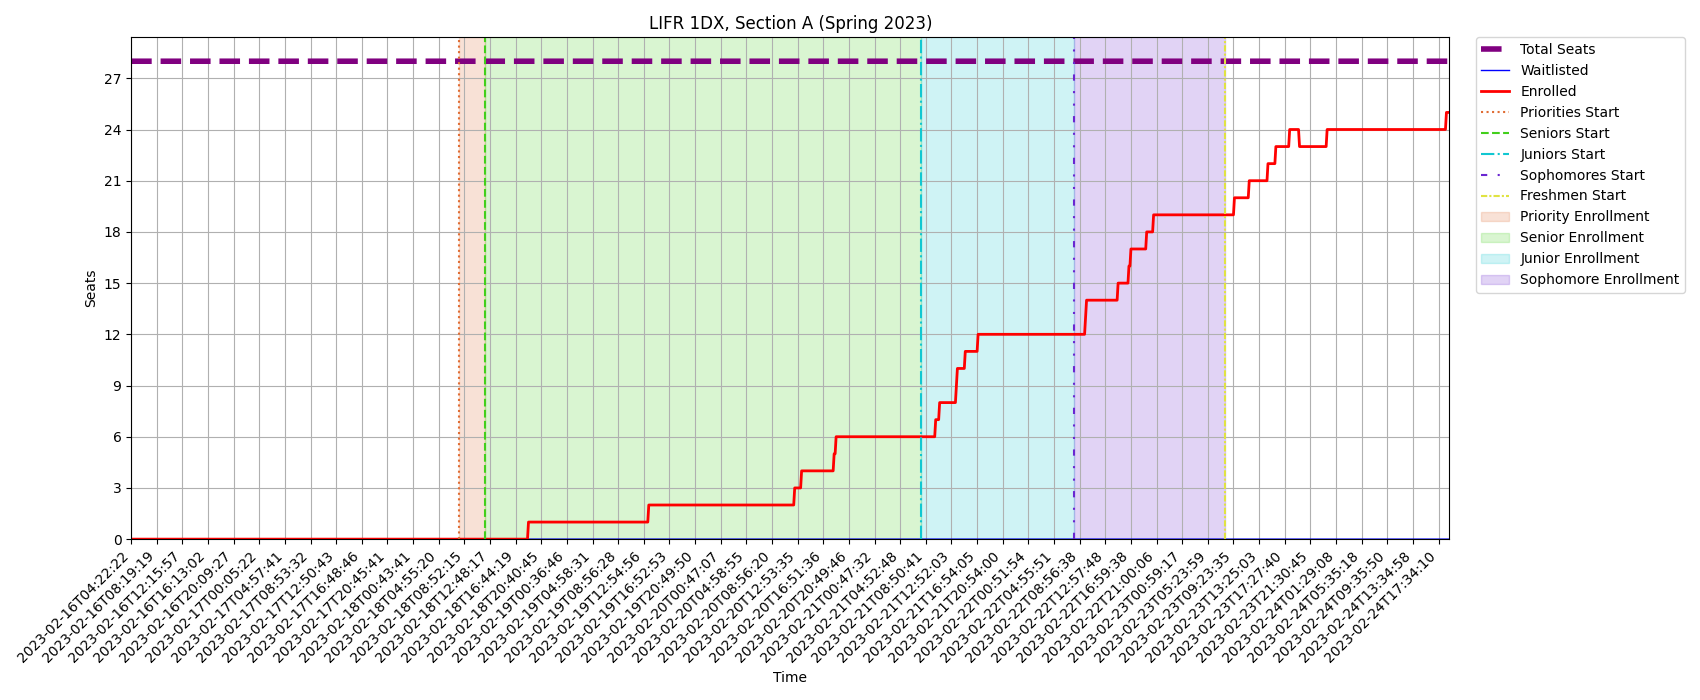 LIFR 1DX, Section A (Spring 2023)
Total Seats
Waitlisted
Enrolled
Priorities Start
Seniors Start
Juniors Start
Sophomores Start
Freshmen Start
Priority Enrollment
Senior Enrollment
Junior Enrollment
Sophomore Enrollment
Seats
27
24
21
18
15
12
9
6
3
0
2023-02-16T04:22:22
2023-02-16T08:19:19
2023-02-16T12:15:57
2023-02-16T16:13:02
2023-02-16T20:09:27
2023-02-17T00:05:22
2023-02-17T04:57:41
2023-02-17T08:53:32
2023-02-17T12:50:43
2023-02-17T16:48:46
2023-02-17T20:45:41
2023-02-18T00:43:41
2023-02-18T04:55:20
2023-02-18T08:52:15
2023-02-18T12:48:17
2023-02-18T16:44:19
2023-02-18T20:40:45
2023-02-19T00:36:46
2023-02-19T04:58:31
2023-02-19T08:56:28
2023-02-19T12:54:56
2023-02-19T16:52:53
2023-02-19T20:49:50
2023-02-20T00:47:07
2023-02-20T04:58:55
2023-02-20T08:56:20
2023-02-20T12:53:35
2023-02-20T16:51:36
2023-02-20T20:49:46
2023-02-21T00:47:32
2023-02-21T04:52:48
2023-02-21T08:50:41
2023-02-21T12:52:03
2023-02-21T16:54:05
2023-02-21T20:54:00
2023-02-22T00:51:54
2023-02-22T04:55:51
2023-02-22T08:56:38
2023-02-22T12:57:48
2023-02-22T16:59:38
2023-02-22T21:00:06
2023-02-23T00:59:17
2023-02-23T05:23:59
2023-02-23T09:23:35
2023-02-23T13:25:03
2023-02-23T17:27:40
2023-02-23T21:30:45
2023-02-24T01:29:08
2023-02-24T05:35:18
2023-02-24T09:35:50
2023-02-24T13:34:58
2023-02-24T17:34:10
Time